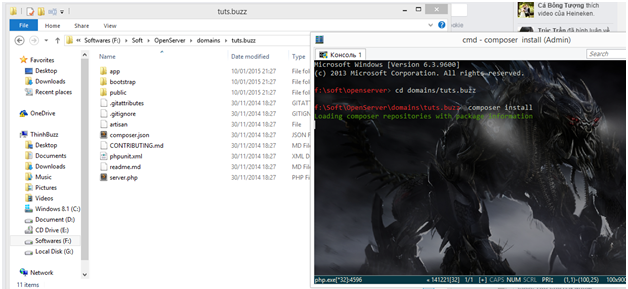 tuts.buzz
File
Home
Share
View
Softwares (F:)
Soft
OpenServer
domains
tuts.buzz
Name
Date modified
Type
Favorites
Desktop
Downloads
Recent places
OneDrive
ThinhBuzz
Desktop
Documents
Downloads
Music
Pictures
Videos
Windows 8.1 (C:)
Document (D:)
CD Drive (E:)
Softwares (F:)
Local Disk (G:)
Network
app 10/01/2015 21:27 File fol
bootstrap 10/01/2015 21:27 File fol
public 10/01/2015 21:27 File fol
.gitattributes 30/11/2014 18:27 GITAT
.gitignore 30/11/2014 18:27 GITIG
artisan 30/11/2014 18:27 File
composer.json 30/11/2014 18:27 JSON F
CONTRIBUTING.md 30/11/2014 18:27 MD Fi
phpunit.xml 30/11/2014 18:27 XML D
readme.md 30/11/2014 18:27 MD Fi
server.php 30/11/2014 18:27 PHP F
11 items
Cá Bống Tượng thích
video của Heineken.
cmd - composer install (Admin)
Консоль 1
Search
Microsoft Windows [Version 6.3.9600]
(c) 2013 Microsoft Corporation. All rights reserved.
f:\soft\openserver> cd domains/tuts.buzz
f:\Soft\OpenServer\domains\tuts.buzz> composer install
Loading composer repositories with package information
php.exe[*32]:4596
« 141221[32] 1/1 [+] CAPS NUM SCRL PRI: (1,1)-(100,25) 100x900